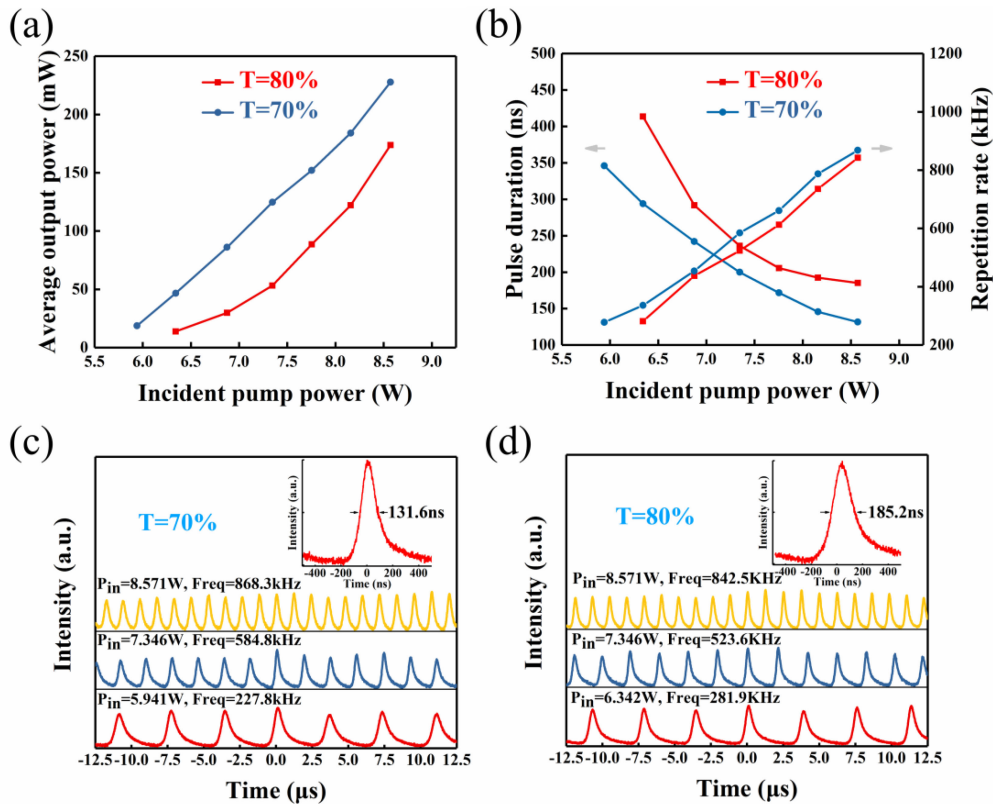 (a)
250
200
150
100
50
0
5.5 6.0 6.5 7.0 7.5 8.0 8.5 9.0
Average output power (mW)
Incident pump power (W)
T=80%
T=70%
(b)
500
450
400
350
300
250
200
150
100
5.5 6.0 6.5 7.0 7.5 8.0 8.5 9.0
1200
1000
800
600
400
200
Pulse duration (ns)
Repetition rate (kHz)
Incident pump power (W)
T=80%
T=70%
(c)
T=70%
Intensity (a.u.)
131.6ns
-400 -200 0 200 400
Time (ns)
Pin=8.571W, Freq=868.3kHz
Pin=7.346W, Freq=584.8kHz
Pin=5.941W, Freq=227.8kHz
Intensity (a.u.)
-12.5 -10.0 -7.5 -5.0 -2.5 0.0 2.5 5.0 7.5 10.0 12.5
Time (μs)
(d)
T=80%
Intensity (a.u.)
185.2ns
-400 -200 0 200 400
Time (ns)
Pin=8.571W, Freq=842.5KHz
Pin=7.346W, Freq=523.6KHz
Pin=6.342W, Freq=281.9KHz
Intensity (a.u.)
-12.5 -10.0 -7.5 -5.0 -2.5 0.0 2.5 5.0 7.5 10.0 12.5
Time (μs)